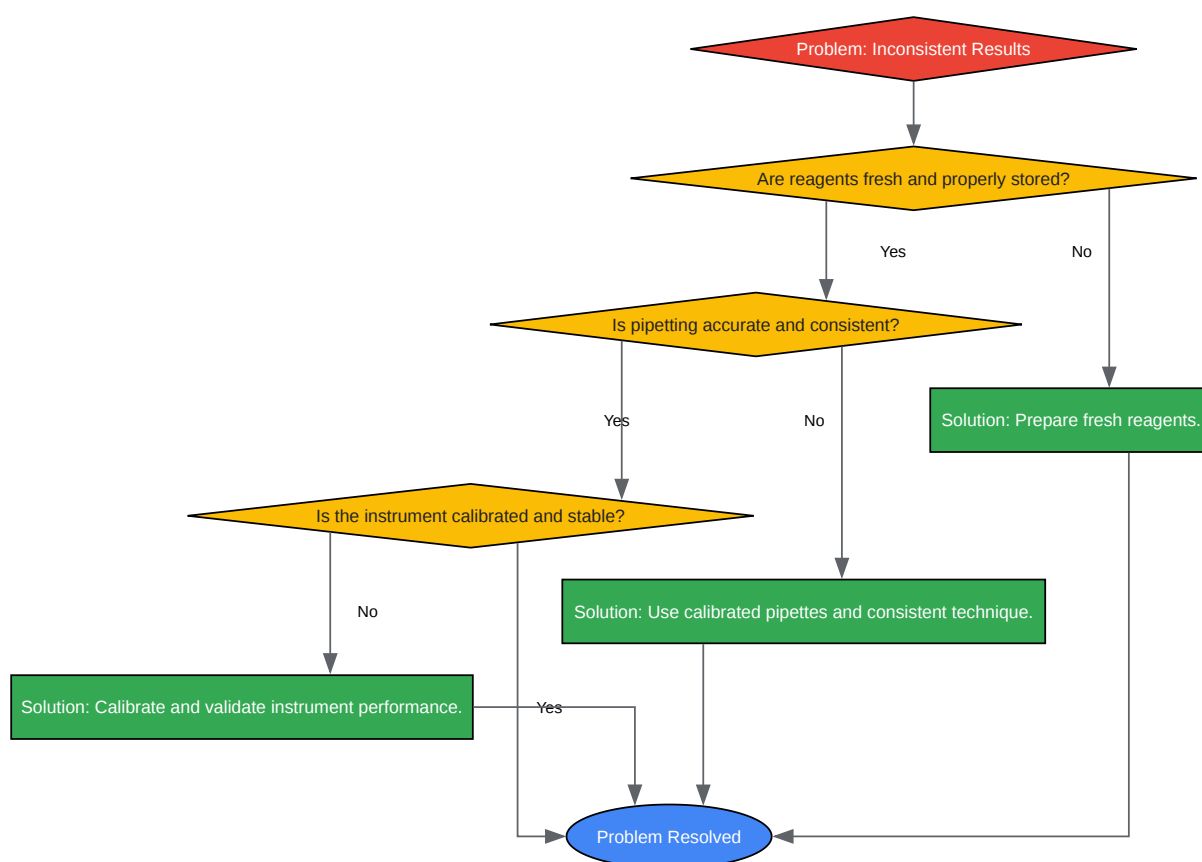 Problem: Inconsistent Results
Are reagents fresh and properly stored?
Yes
No
Is pipetting accurate and consistent?
Yes
No
Solution: Prepare fresh reagents.
Is the instrument calibrated and stable?
No
Solution: Use calibrated pipettes and consistent technique.
Solution: Calibrate and validate instrument performance.
Yes
Problem Resolved